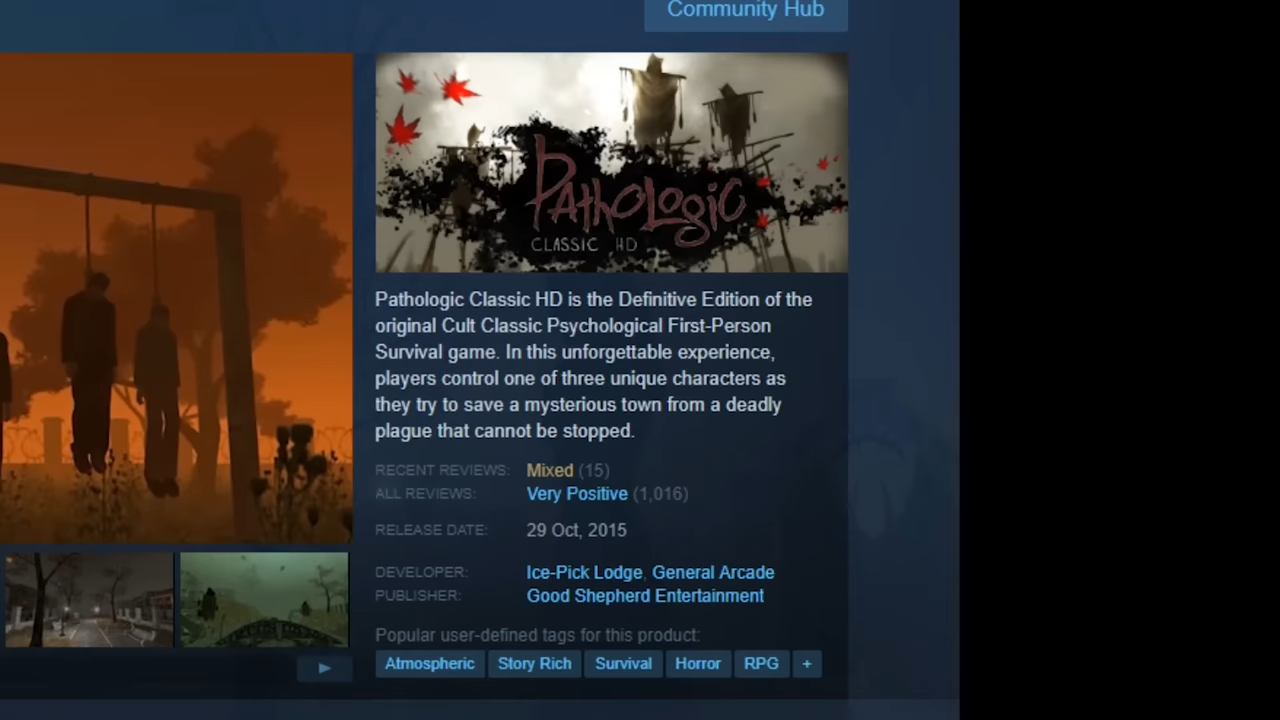 Community Hub
PATHOLOGIC
CLASSIC HD
Pathologic Classic HD is the Definitive Edition of the
original Cult Classic Psychological First-Person
Survival game. In this unforgettable experience,
players control one of three unique characters as
they try to save a mysterious town from a deadly
plague that cannot be stopped.
RECENT REVIEWS: Mixed (15)
ALL REVIEWS: Very Positive (1,016)
RELEASE DATE: 29 Oct, 2015
DEVELOPER: Ice-Pick Lodge, General Arcade
PUBLISHER: Good Shepherd Entertainment
Popular user-defined tags for this product:
Atmospheric Story Rich Survival Horror RPG +